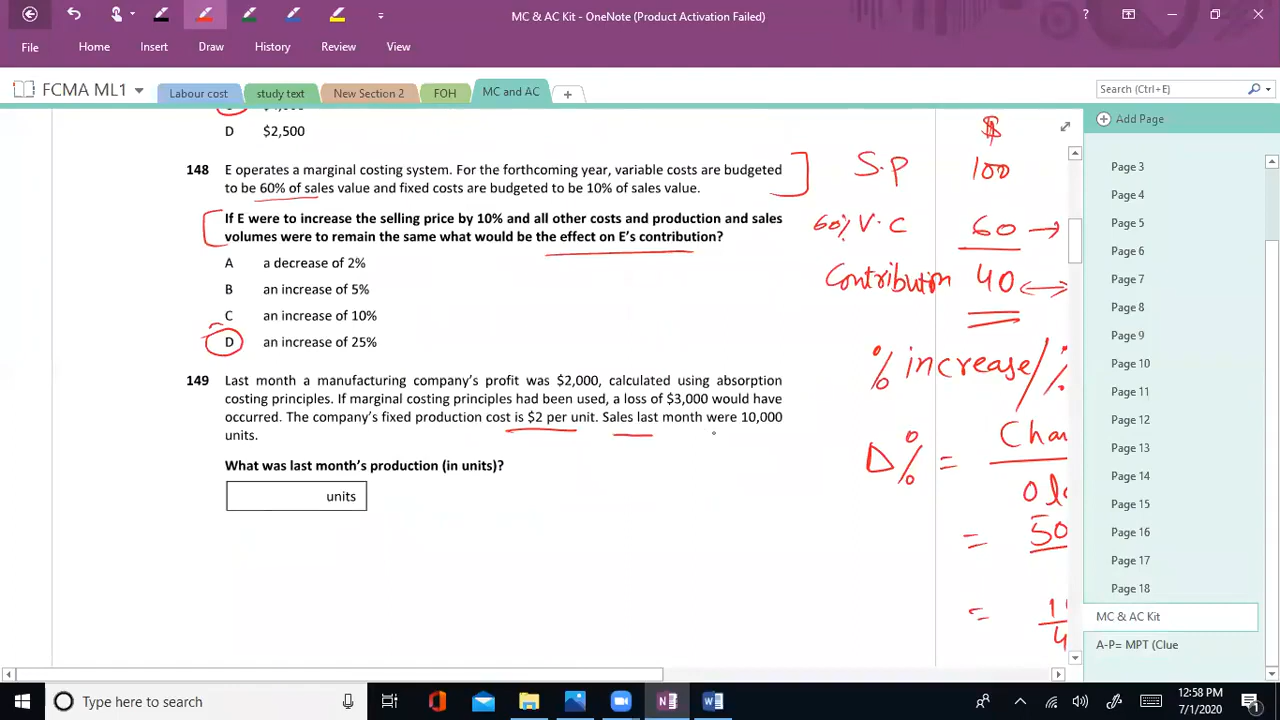 MC & AC Kit - OneNote (Product Activation Failed)
File Home Insert Draw History Review View
FCMA ML1 Labour cost study text New Section 2 FOH MC and AC
Search (Ctrl+E)
D $2,500
148 E operates a marginal costing system. For the forthcoming year, variable costs are budgeted
to be 60% of sales value and fixed costs are budgeted to be 10% of sales value.
If E were to increase the selling price by 10% and all other costs and production and sales
volumes were to remain the same what would be the effect on E's contribution?
A a decrease of 2%
B an increase of 5%
C an increase of 10%
D an increase of 25%
149 Last month a manufacturing company's profit was $2,000, calculated using absorption
costing principles. If marginal costing principles had been used, a loss of $3,000 would have
occurred. The company's fixed production cost is $2 per unit. Sales last month were 10,000
units.
What was last month's production (in units)?
units
$
S.P 100
60% V.C 60
Contribution 40
% increase/%
Δ% =
=
=
Add Page
Page 3
Page 4
Page 5
Page 6
Page 7
Page 8
Page 9
Page 10
Page 11
Page 12
Page 13
Page 14
Page 15
Page 16
Page 17
Page 18
MC & AC Kit
A-P= MPT (Clue
Type here to search
12:58 PM
7/1/2020